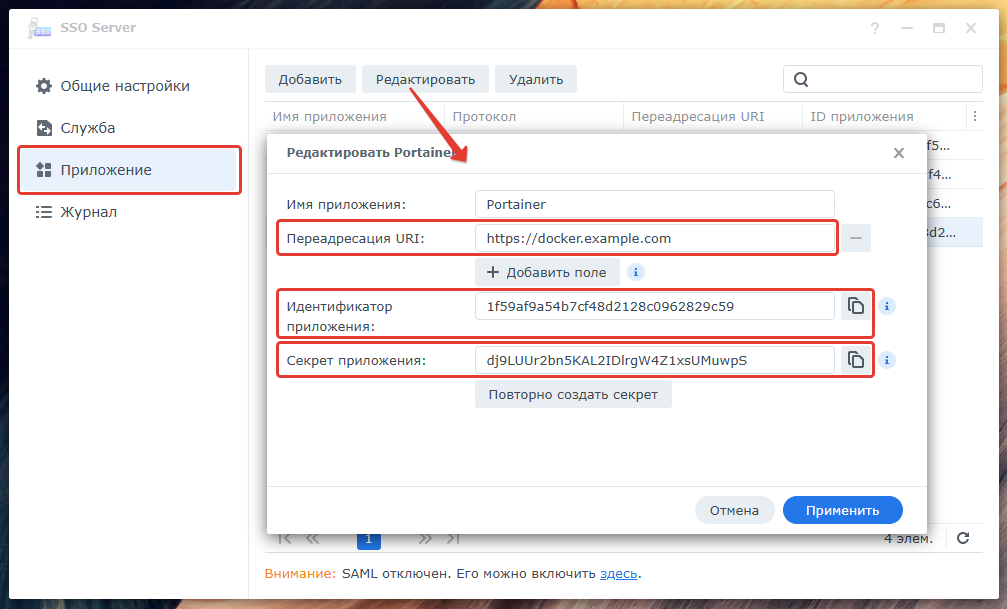 SSO Server
Общие настройки
Служба
Приложение
Журнал
Добавить Редактировать Удалить
Имя приложения Протокол Переадресация URI ID приложения
f5...
f4...
c6...
d2...
Редактировать Portainer
Имя приложения: Portainer
Переадресация URI: https://docker.example.com
Добавить поле
Идентификатор
приложения:
1f59af9a54b7cf48d2128c0962829c59
Секрет приложения: dj9LUUr2bn5KAL2IDlrgW4Z1xsUMuwpS
Повторно создать секрет
Отмена Применить
1 4 элем.
Внимание: SAML отключен. Его можно включить здесь.